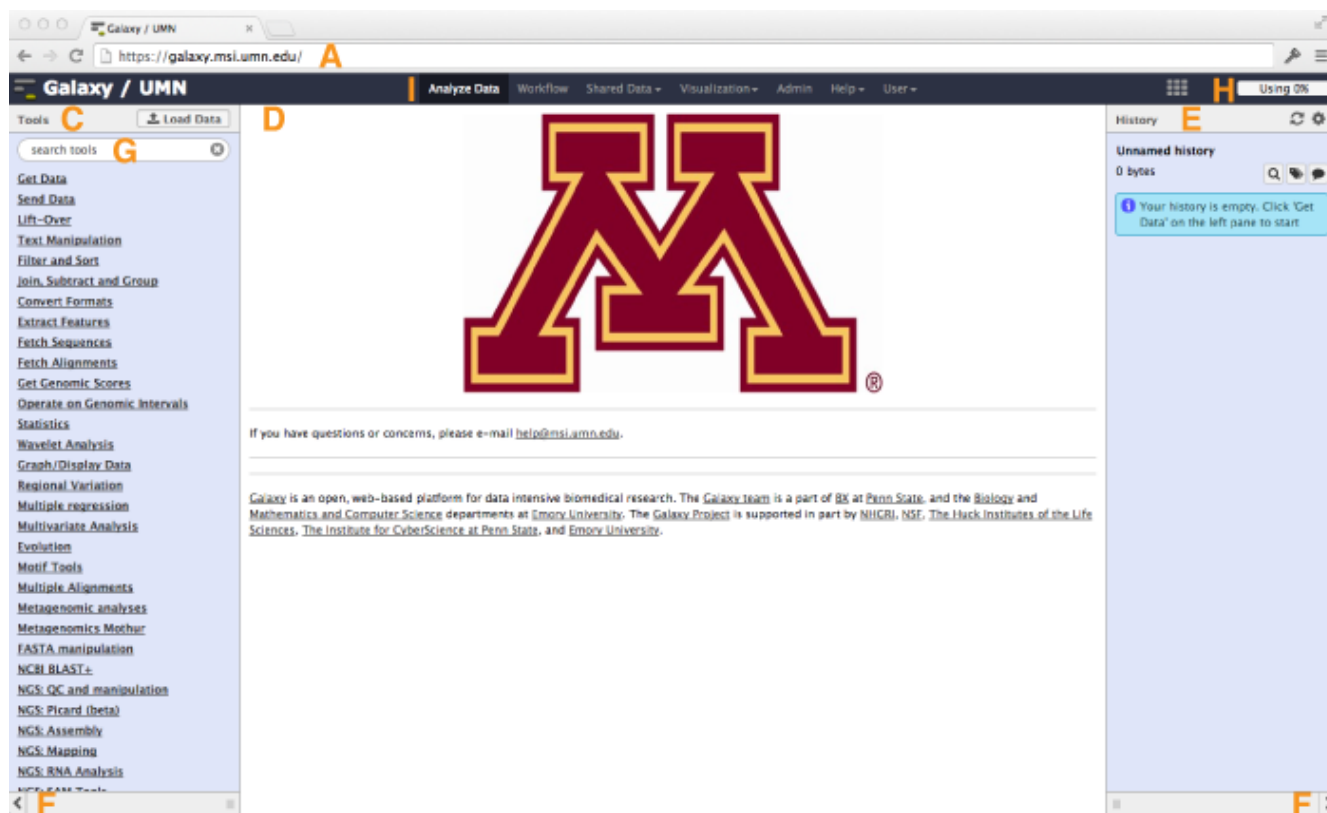 Galaxy / UMN
https://galaxy.msi.umn.edu/ A
Galaxy / UMN I Analyze Data Workflow Shared Data Visualization Admin Help User H Using 0%
Tools C Load Data D History E
search tools G
Get Data
Send Data
Lift-Over
Text Manipulation
Filter and Sort
Join, Subtract and Group
Convert Formats
Extract Features
Fetch Sequences
Fetch Alignments
Get Genomic Scores
Operate on Genomic Intervals
Statistics
Wavelet Analysis
Graph/Display Data
Regional Variation
Multiple regression
Multivariate Analysis
Evolution
Motif Tools
Multiple Alignments
Metagenomic analyses
Metagenomics Mothur
FASTA manipulation
NCBI BLAST+
NGS: QC and manipulation
NGS: Picard (beta)
NGS: Assembly
NGS: Mapping
NGS: RNA Analysis
F
M ®
If you have questions or concerns, please e-mail help@msi.umn.edu.
Galaxy is an open, web-based platform for data intensive biomedical research. The Galaxy team is a part of BX at Penn State, and the Biology and
Mathematics and Computer Science departments at Emory University. The Galaxy Project is supported in part by NHGRI, NSF, The Huck Institutes of the Life
Sciences, The Institute for CyberScience at Penn State, and Emory University.
Unnamed history
0 bytes
Your history is empty. Click 'Get
Data' on the left pane to start
F